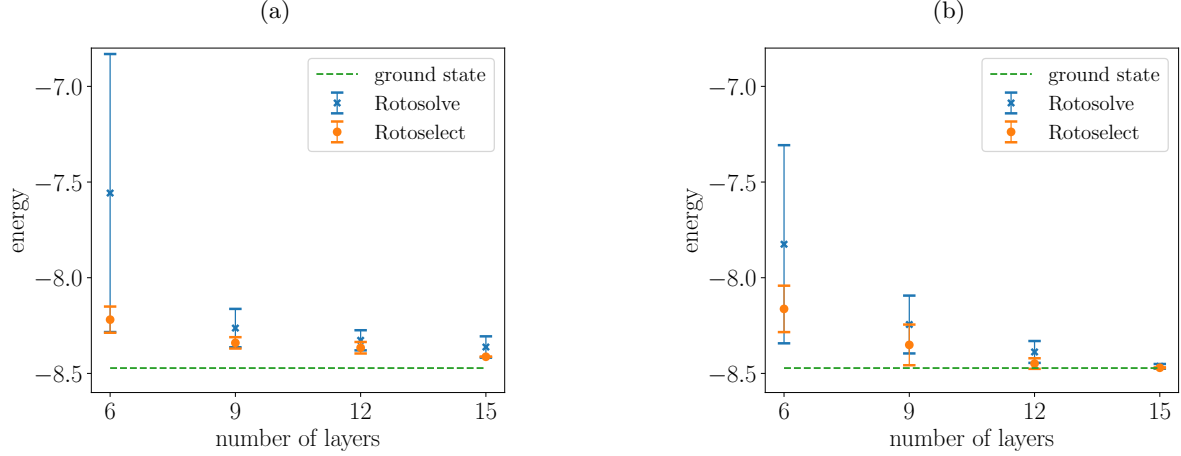 (a)
ground state
Rotosolve
Rotoselect
energy
−7.0
−7.5
−8.0
−8.5
6 9 12 15
number of layers
(b)
ground state
Rotosolve
Rotoselect
energy
−7.0
−7.5
−8.0
−8.5
6 9 12 15
number of layers